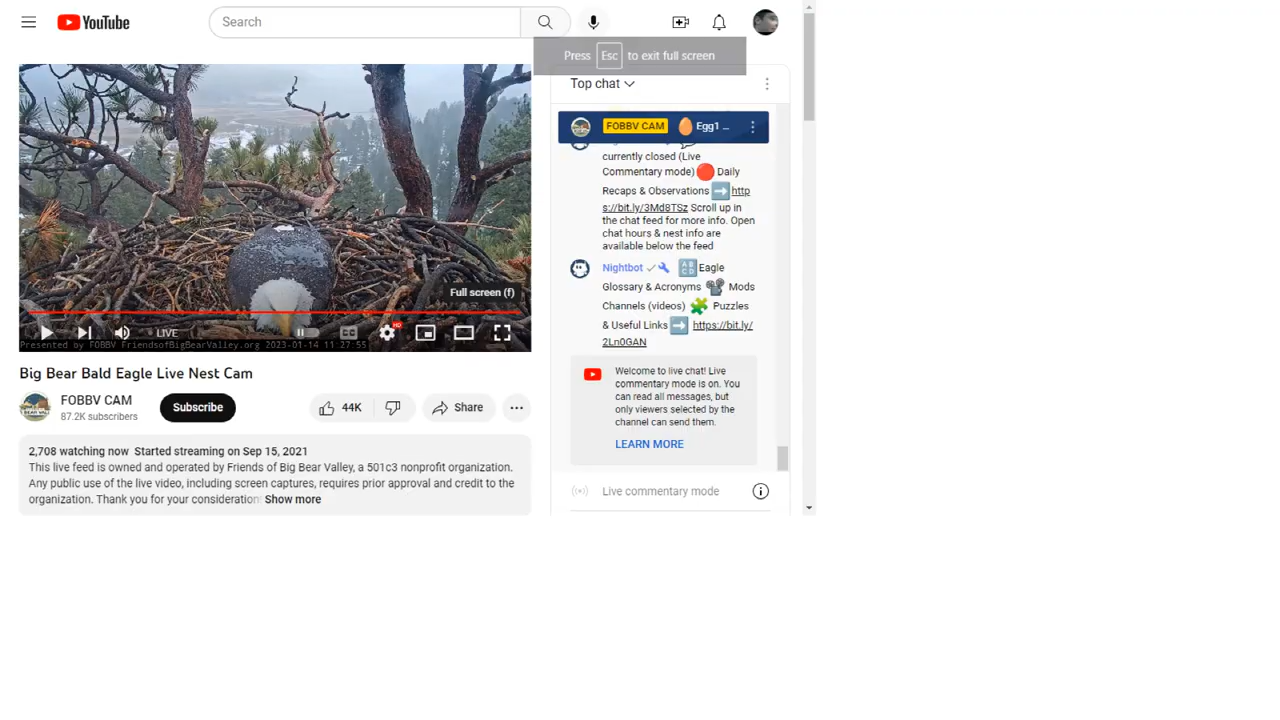 YouTube
Search
Press Esc to exit full screen
Top chat
FOBBV CAM Egg1 ...
currently closed (Live
Commentary mode) Daily
Recaps & Observations http
s://bit.ly/3Md8TSz Scroll up in
the chat feed for more info. Open
chat hours & nest info are
available below the feed
Nightbot Eagle
Glossary & Acronyms Mods
Channels (videos) Puzzles
& Useful Links https://bit.ly/
2Ln0GAN
Welcome to live chat! Live
commentary mode is on. You
can read all messages, but
only viewers selected by the
channel can send them.
LEARN MORE
Live commentary mode
Full screen (f)
LIVE
CC
HD
Presented by FOBBV FriendsofBigBearValley.org 2023-01-14 11:27:55
Big Bear Bald Eagle Live Nest Cam
FOBBV CAM
87.2K subscribers
Subscribe
44K
Share
2,708 watching now Started streaming on Sep 15, 2021
This live feed is owned and operated by Friends of Big Bear Valley, a 501c3 nonprofit organization.
Any public use of the live video, including screen captures, requires prior approval and credit to the
organization. Thank you for your consideration! Show more